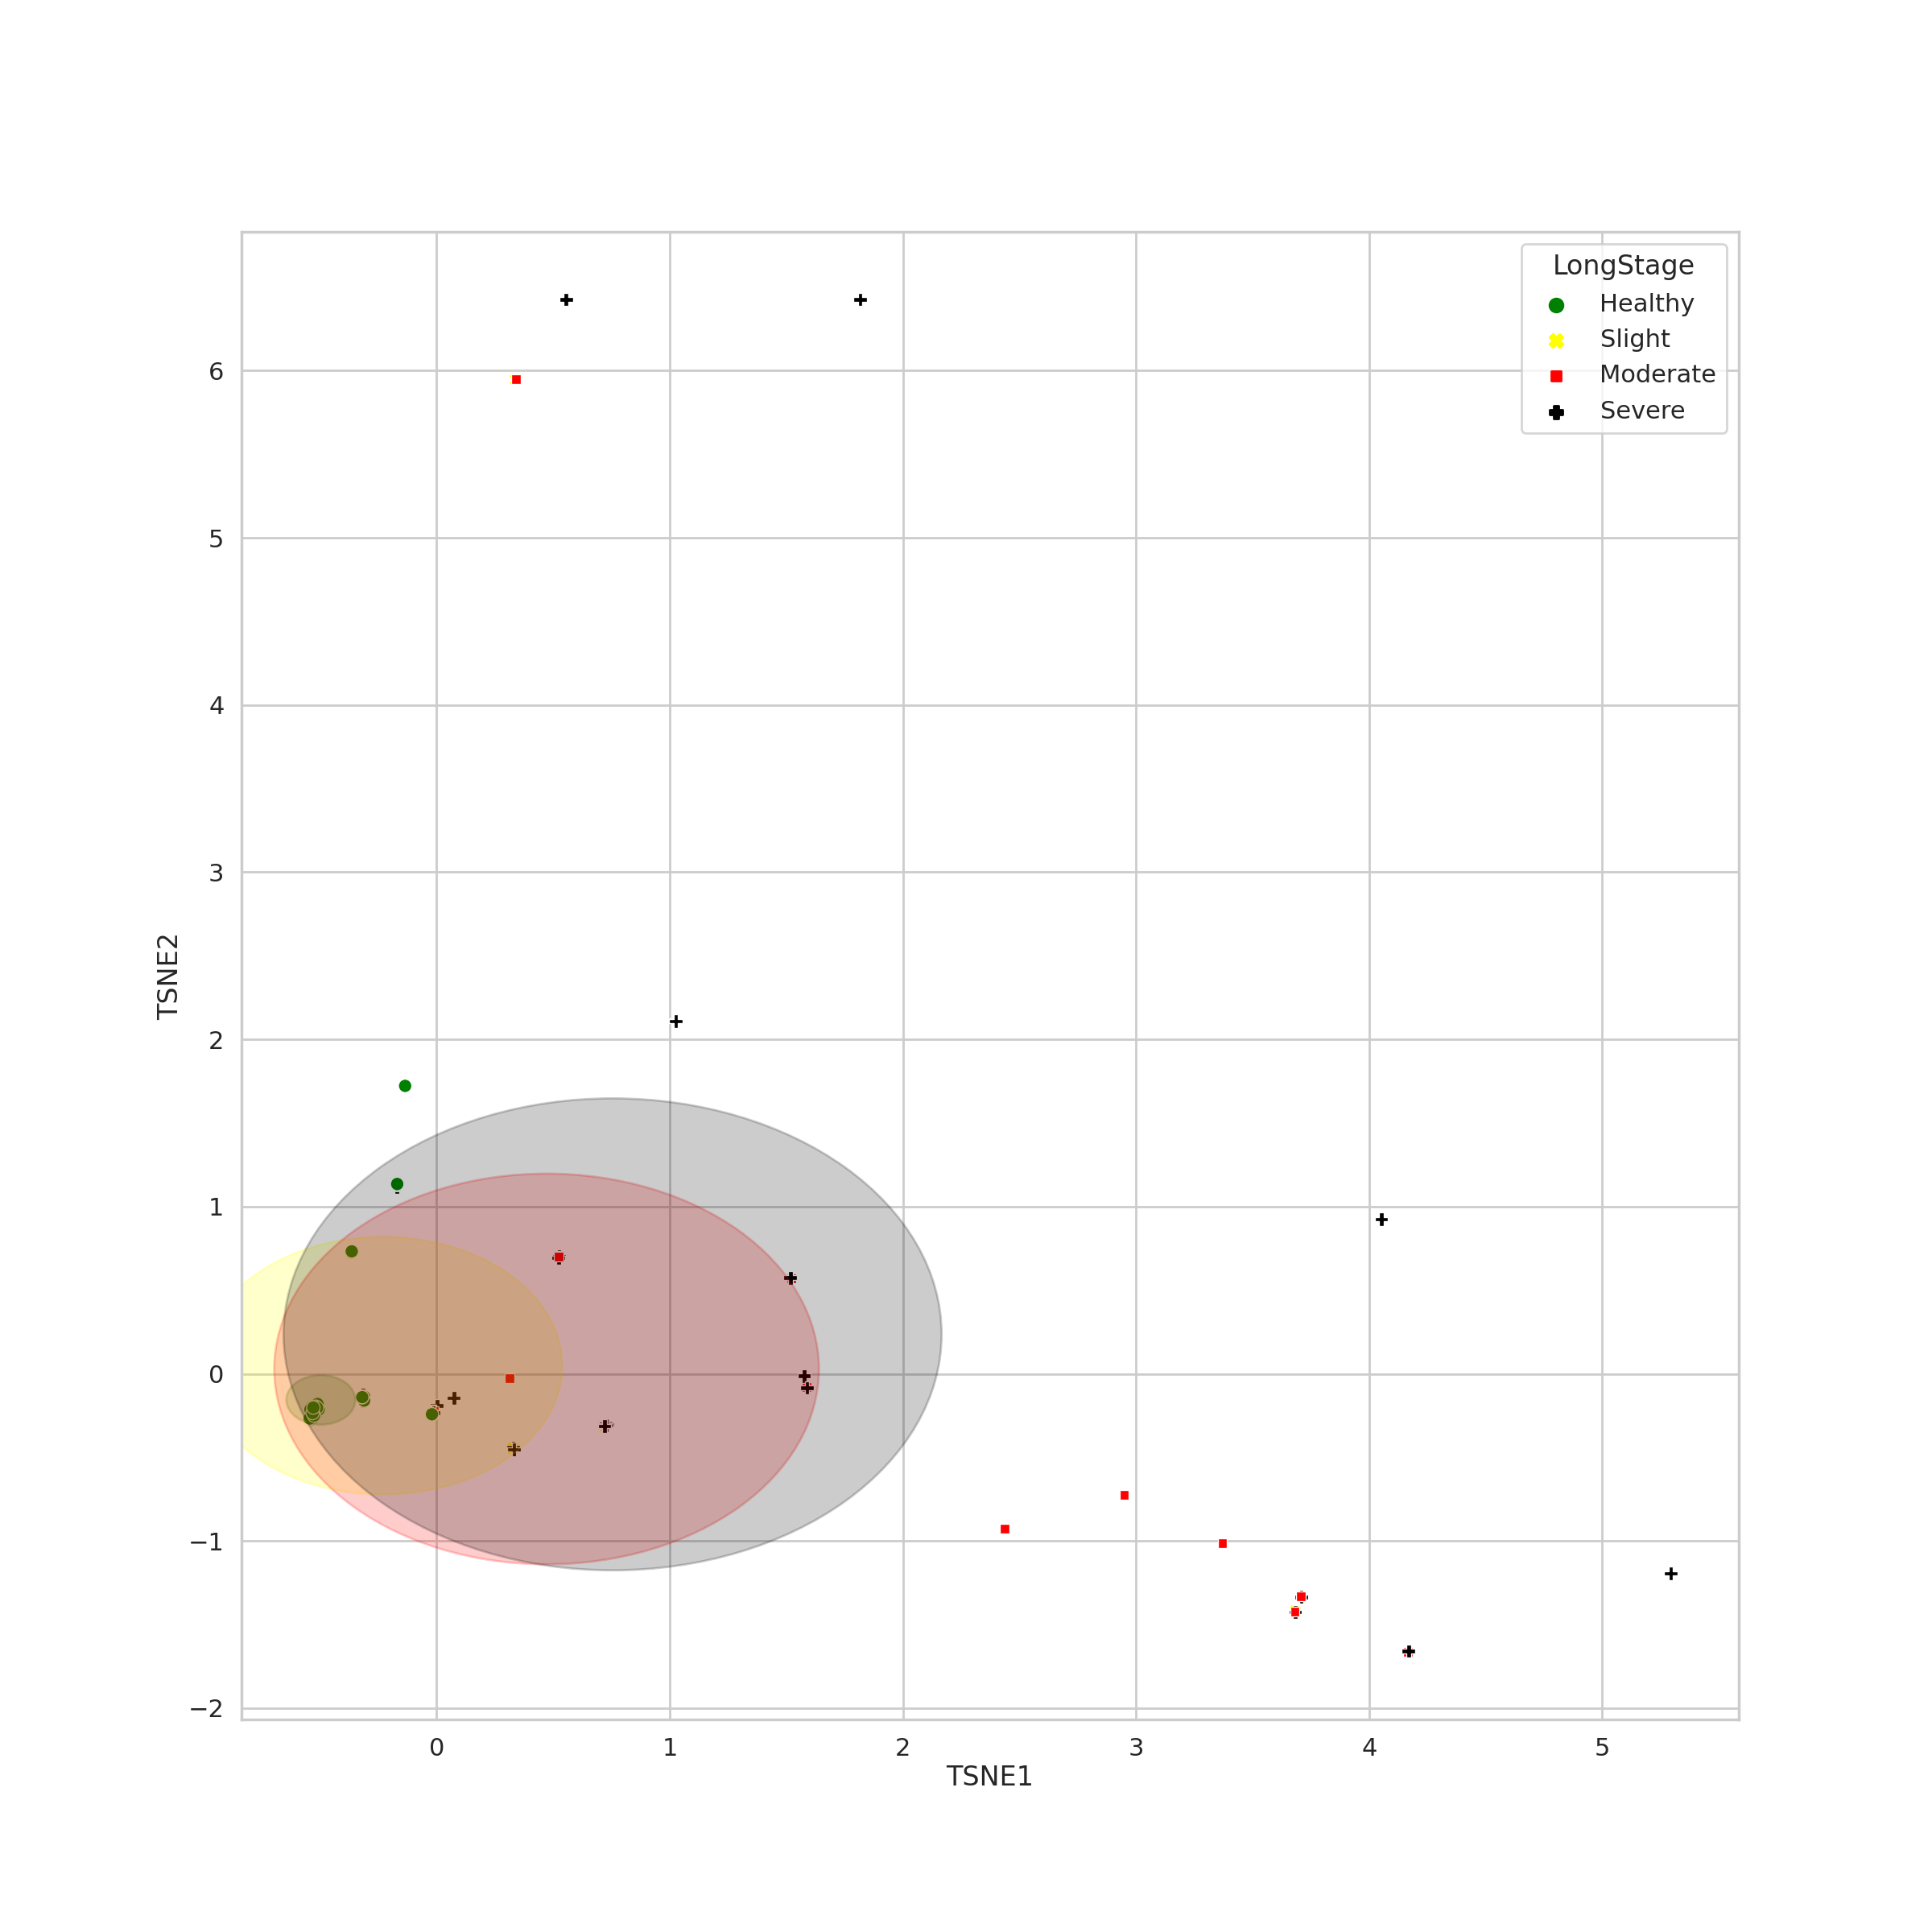 LongStage
Healthy
Slight
Moderate
Severe
6
5
4
3
2
1
0
−1
−2
TSNE2
0 1 2 3 4 5
TSNE1